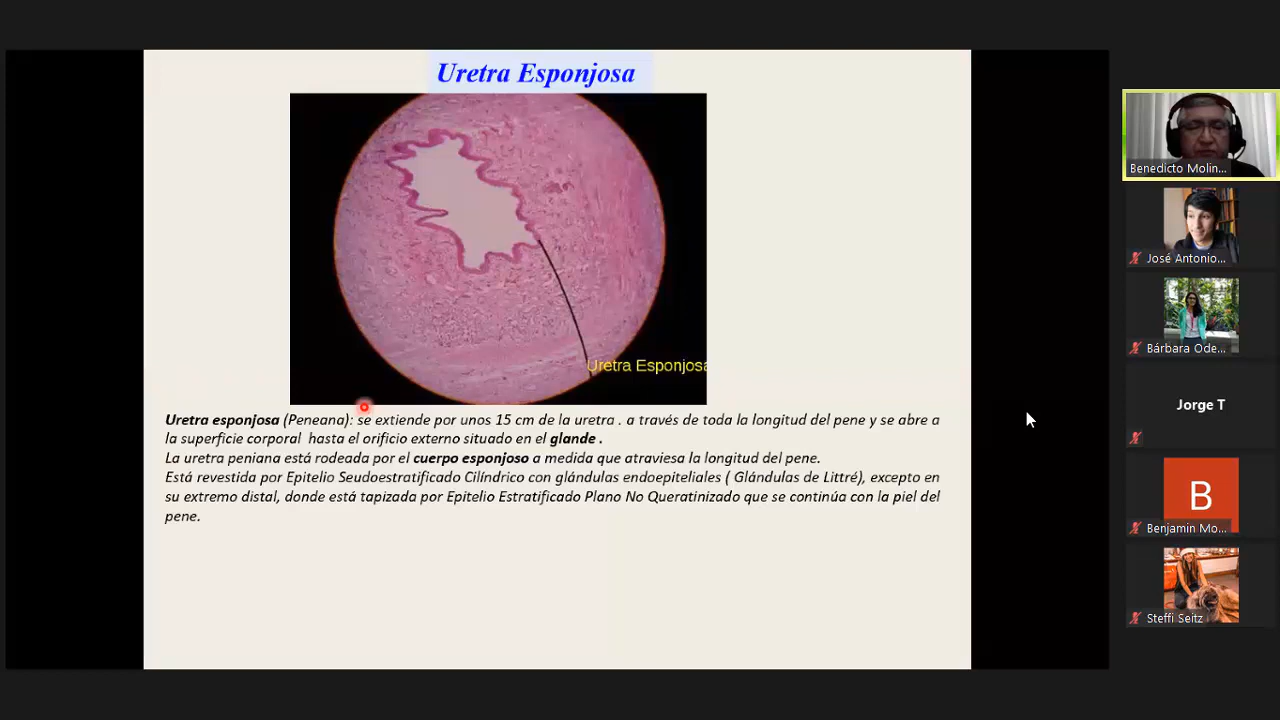 Uretra Esponjosa
Uretra Esponjosa
Uretra esponjosa (Peneana): se extiende por unos 15 cm de la uretra . a través de toda la longitud del pene y se abre a
la superficie corporal hasta el orificio externo situado en el glande .
La uretra peniana está rodeada por el cuerpo esponjoso a medida que atraviesa la longitud del pene.
Está revestida por Epitelio Seudoestratificado Cilíndrico con glándulas endoepiteliales ( Glándulas de Littré), excepto en
su extremo distal, donde está tapizada por Epitelio Estratificado Plano No Queratinizado que se continúa con la piel del
pene.
Benedicto Molin...
José Antonio...
Bárbara Ode...
Jorge T
B
Benjamin Mo...
Steffi Seitz